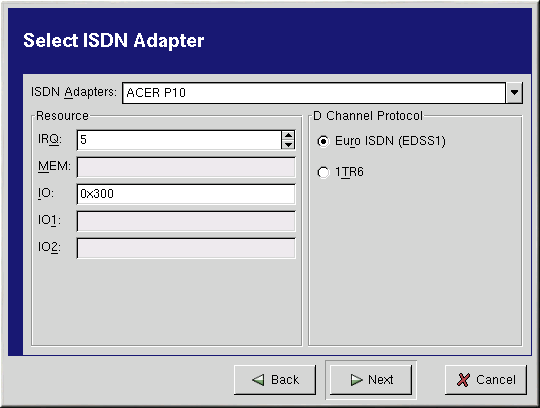 Select ISDN Adapter
ISDN Adapters: ACER P10
Resource
IRQ: 5
MEM:
IO: 0x300
IO1:
IO2:
D Channel Protocol
Euro ISDN (EDSS1)
1TR6
Back
Next
Cancel